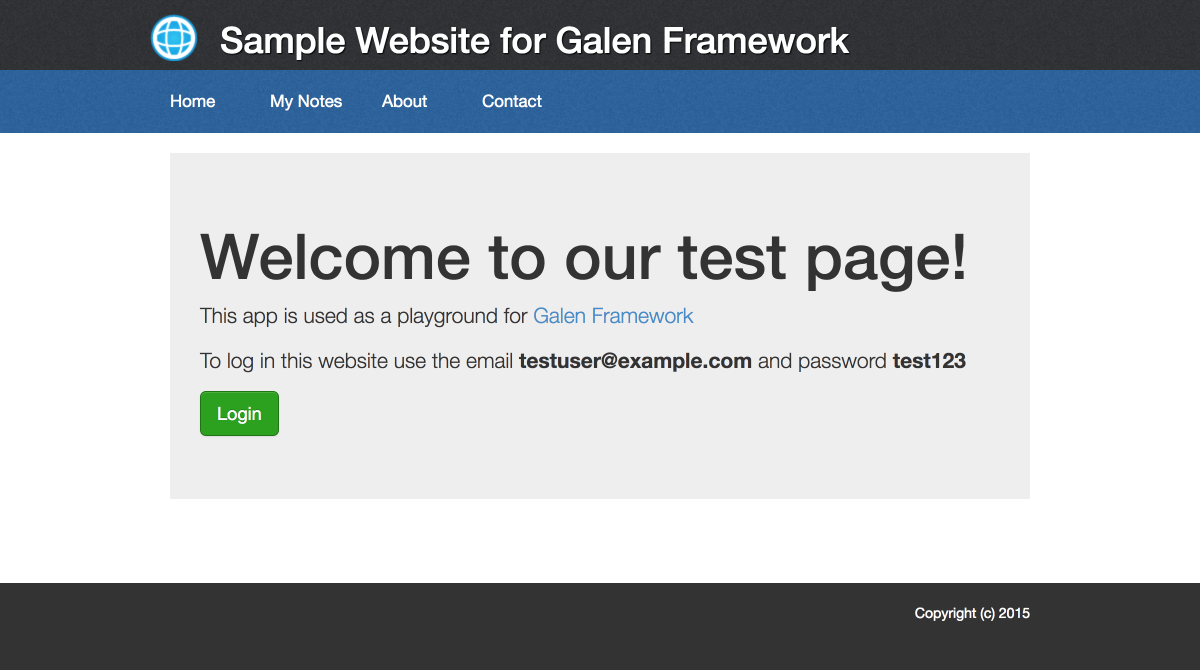 Sample Website for Galen Framework
Home My Notes About Contact
Welcome to our test page!
This app is used as a playground for Galen Framework
To log in this website use the email testuser@example.com and password test123
Login
Copyright (c) 2015